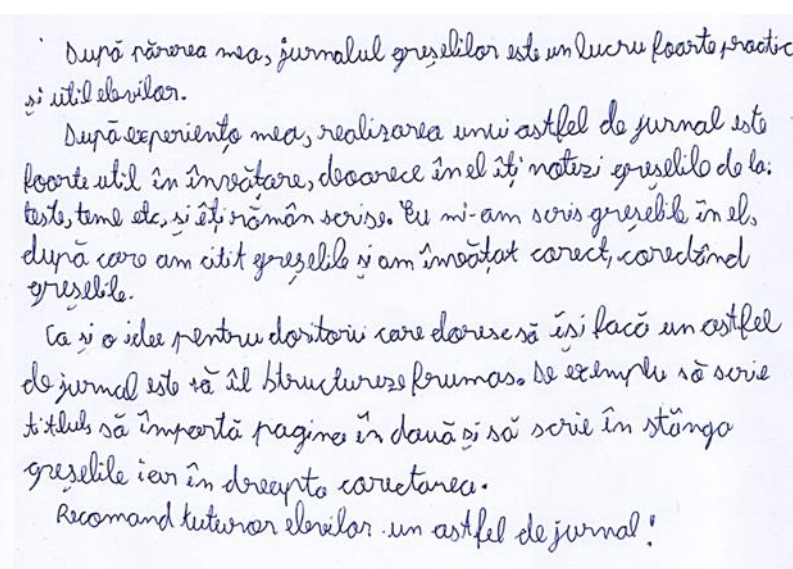 După părerea mea, jurnalul greșelilor este un lucru foarte practic
și util elevilor.
După experiența mea, realizarea unui astfel de jurnal este
foarte util în învățare, deoarece în el îți notezi greșelile de la:
teste, teme etc, și îți rămân scrise. Eu mi-am scris greșelile în el,
după care am citit greșelile și am învățat corect, corectând
greșelile.
Ca și o idee pentru doritorii care doresc să își facă un astfel
de jurnal este să îl structureze frumos. De exemplu să scrie
titlul, să împartă pagina în două și să scrie în stânga
greșelile iar în dreapta corectarea.
Recomand tuturor elevilor un astfel de jurnal!